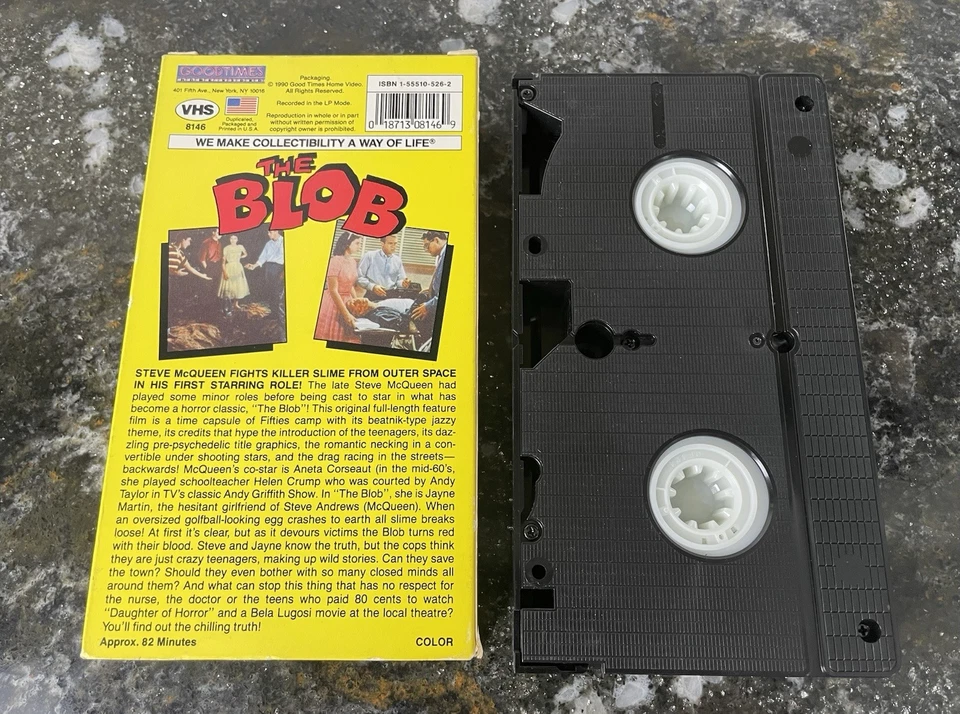 GOODTIMES
401 Fifth Ave., New York, NY 10016
VHS
8146
Duplicated,
Packaged and
Printed in U.S.A.
Packaging.
© 1990 Good Times Home Video.
All Rights Reserved.
Recorded in the LP Mode.
Reproduction in whole or in part
without written permission of
copyright owner is prohibited.
ISBN 1-55510-526-2
0 18713 08146 9
WE MAKE COLLECTIBILITY A WAY OF LIFE®
THE
BLOB
STEVE McQUEEN FIGHTS KILLER SLIME FROM OUTER SPACE
IN HIS FIRST STARRING ROLE! The late Steve McQueen had
played some minor roles before being cast to star in what has
become a horror classic, "The Blob"! This original full-length feature
film is a time capsule of Fifties camp with its beatnik-type jazzy
theme, its credits that hype the introduction of the teenagers, its daz-
zling pre-psychedelic title graphics, the romantic necking in a con-
vertible under shooting stars, and the drag racing in the streets—
backwards! McQueen's co-star is Aneta Corseaut (in the mid-60's,
she played schoolteacher Helen Crump who was courted by Andy
Taylor in TV's classic Andy Griffith Show. In "The Blob", she is Jayne
Martin, the hesitant girlfriend of Steve Andrews (McQueen). When
an oversized golfball-looking egg crashes to earth all slime breaks
loose! At first it's clear, but as it devours victims the Blob turns red
with their blood. Steve and Jayne know the truth, but the cops think
they are just crazy teenagers, making up wild stories. Can they save
the town? Should they even bother with so many closed minds all
around them? And what can stop this thing that has no respect for
the nurse, the doctor or the teens who paid 80 cents to watch
"Daughter of Horror" and a Bela Lugosi movie at the local theatre?
You'll find out the chilling truth!
Approx. 82 Minutes
COLOR